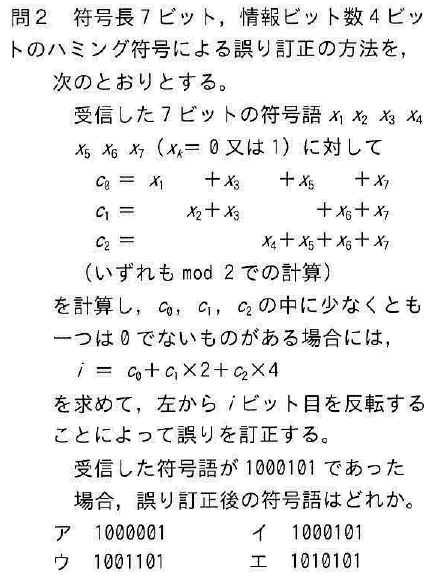 問2 符号長7ビット，情報ビット数4ビッ
トのハミング符号による誤り訂正の方法を，
次のとおりとする。
受信した7ビットの符号語 x₁ x₂ x₃ x₄
x₅ x₆ x₇（xₖ= 0 又は 1）に対して
c₀ = x₁ +x₃ +x₅ +x₇
c₁ = x₂+x₃ +x₆+x₇
c₂ = x₄+x₅+x₆+x₇
（いずれも mod 2 での計算）
を計算し，c₀，c₁，c₂の中に少なくとも
一つは 0 でないものがある場合には，
i = c₀+c₁×2+c₂×4
を求めて，左から i ビット目を反転する
ことによって誤りを訂正する。
受信した符号語が 1000101 であった
場合，誤り訂正後の符号語はどれか。
ア 1000001 イ 1000101
ウ 1001101 エ 1010101